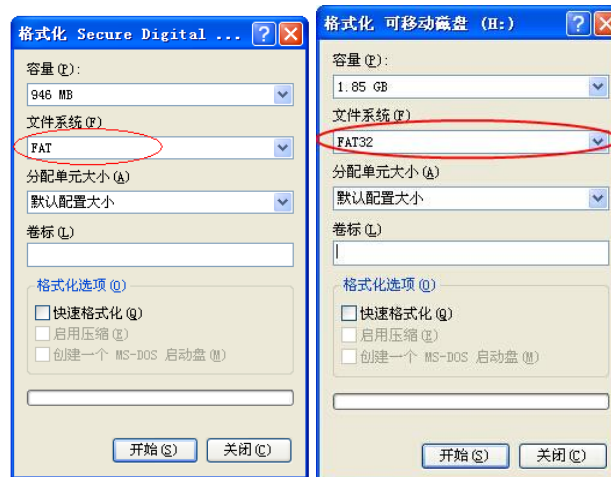 格式化 Secure Digital ...
容量(P):
946 MB
文件系统(F)
FAT
分配单元大小(A)
默认配置大小
卷标(L)
格式化选项(O)
快速格式化(Q)
启用压缩(E)
创建一个 MS-DOS 启动盘(M)
开始(S)
关闭(C)
格式化 可移动磁盘 (H:)
容量(P):
1.85 GB
文件系统(F)
FAT32
分配单元大小(A)
默认配置大小
卷标(L)
格式化选项(O)
快速格式化(Q)
启用压缩(E)
创建一个 MS-DOS 启动盘(M)
开始(S)
关闭(C)